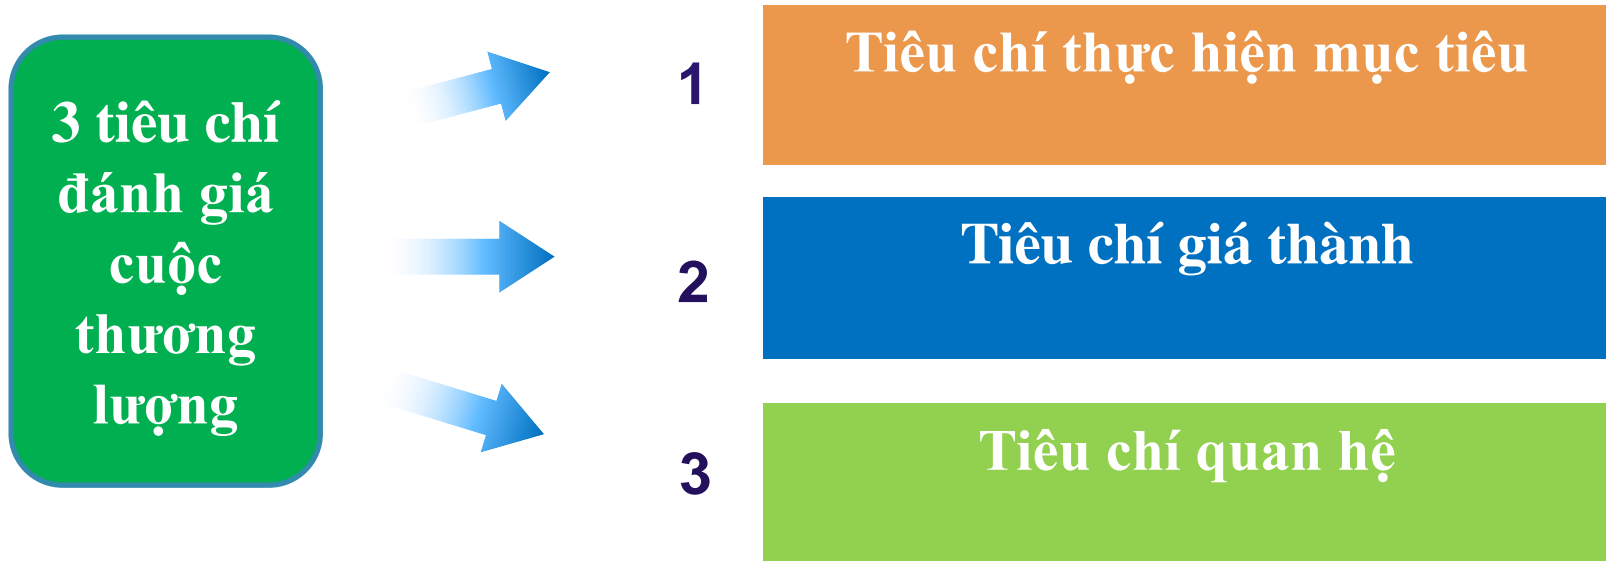 3 tiêu chí
đánh giá
cuộc
thương
lượng
1
Tiêu chí thực hiện mục tiêu
2
Tiêu chí giá thành
3
Tiêu chí quan hệ